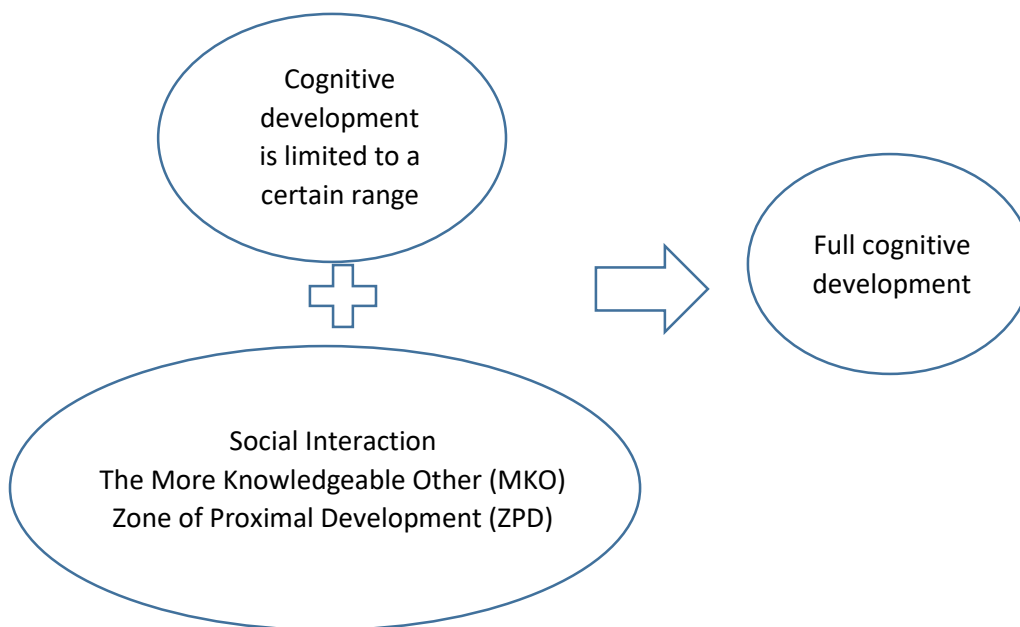 Cognitive
development
is limited to a
certain range
Full cognitive
development
Social Interaction
The More Knowledgeable Other (MKO)
Zone of Proximal Development (ZPD)